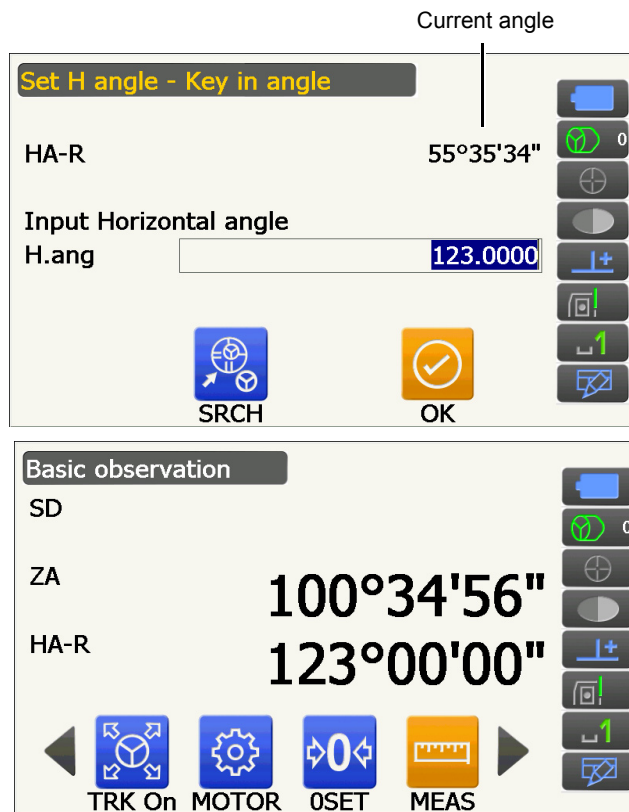 Current angle
Set H angle - Key in angle
HA-R 55°35'34"
0
Input Horizontal angle
H.ang 123.0000
1
SRCH OK
Basic observation
SD
0
ZA 100°34'56"
HA-R 123°00'00"
0
1
TRK On MOTOR 0SET MEAS